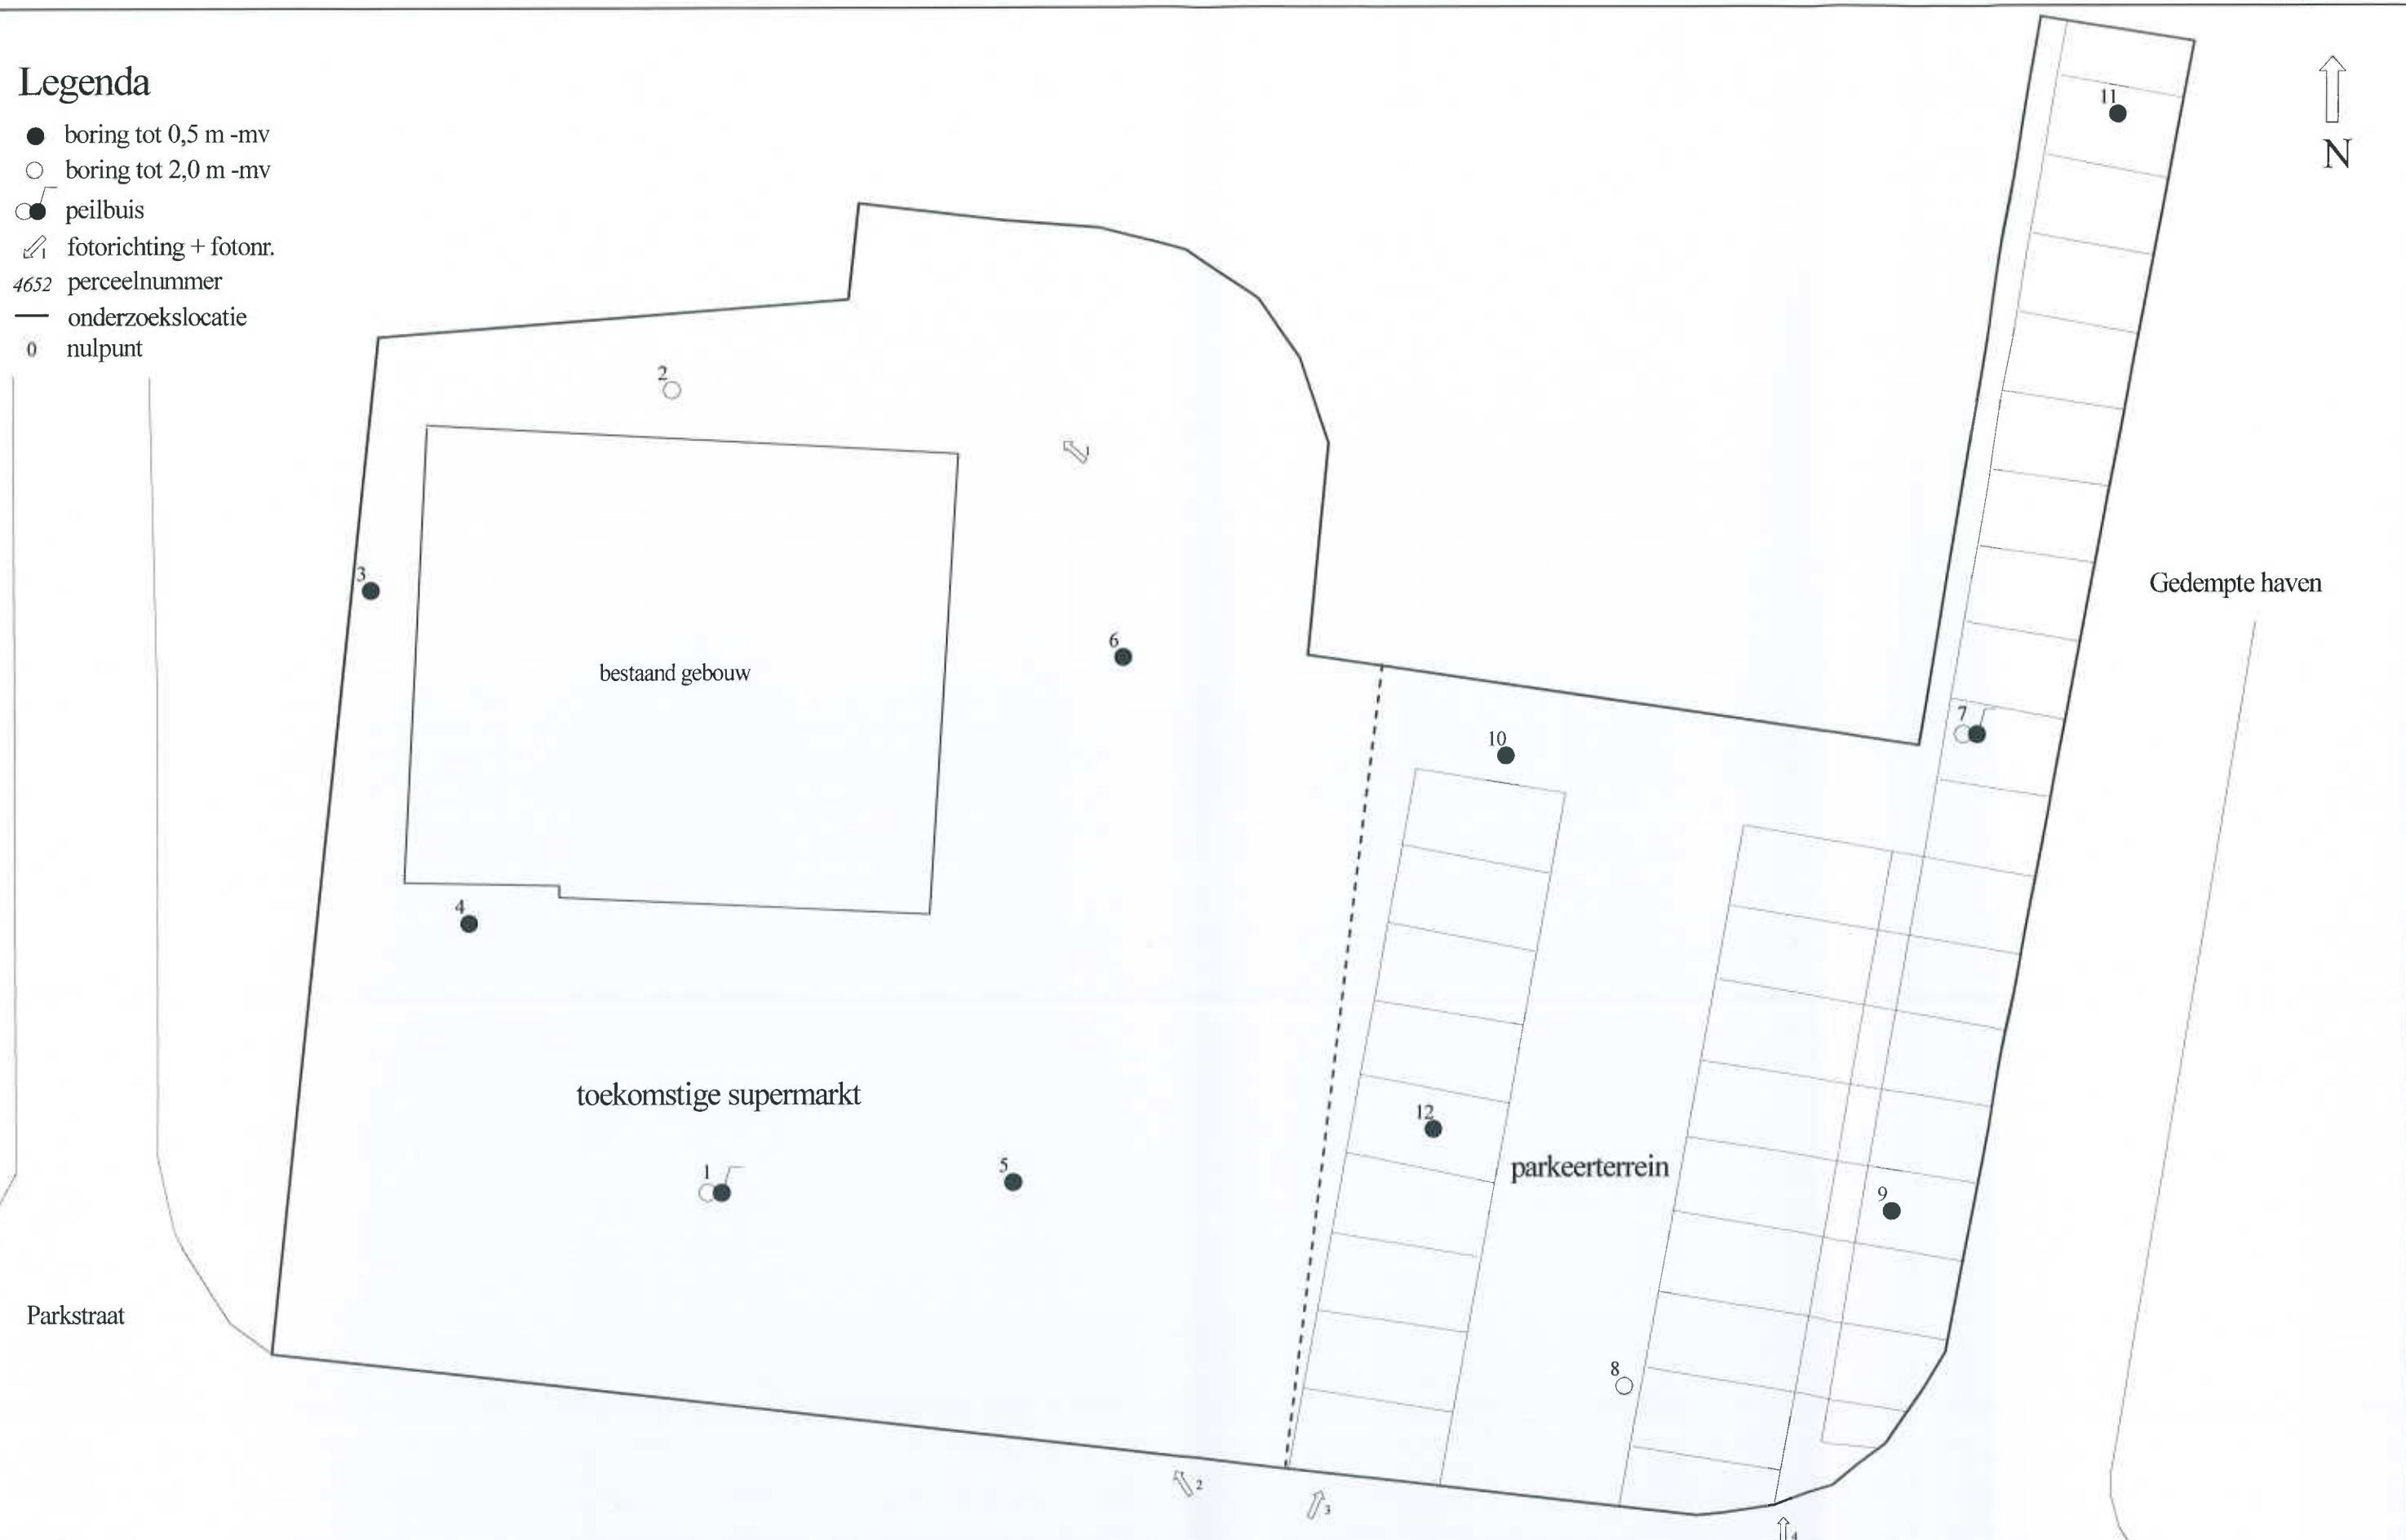 Legenda
boring tot 0,5 m -mv
boring tot 2,0 m -mv
peilbuis
1 fotorichting + fotonr.
4652 perceelnummer
onderzoekslocatie
0 nulpunt
N
11
2
1
3
Gedempte haven
6
bestaand gebouw
7
10
4
toekomstige supermarkt
12
parkeerterrein
1
5
9
Parkstraat
8
2
3
4